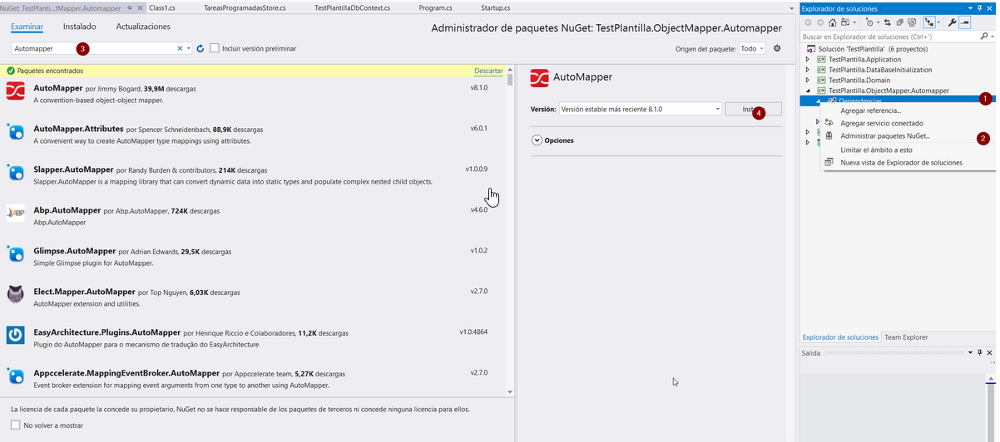 NuGet: TestPlanti...tMapper.Automapper
Class1.cs
TareasProgramadasStore.cs
TestPlantillaDbContext.cs
Program.cs
Startup.cs
Examinar
Instalado
Actualizaciones
Administrador de paquetes NuGet: TestPlantilla.ObjectMapper.Automapper
Automapper
3
Incluir versión preliminar
Origen del paquete: Todo
Paquetes encontrados
Descartar
AutoMapper por Jimmy Bogard, 39,9M descargas
v8.1.0
A convention-based object-object mapper.
AutoMapper.Attributes por Spencer Schneidenbach, 88,9K descargas
v6.0.1
A convenient way to create AutoMapper type mappings using attributes.
Slapper.AutoMapper por Randy Burden & contributors, 214K descargas
v1.0.0.9
Slapper.AutoMapper is a mapping library that can convert dynamic data into static types and populate complex nested child objects.
ABP
Abp.AutoMapper por Abp.AutoMapper, 724K descargas
v4.6.0
Abp.AutoMapper
Glimpse.AutoMapper por Adrian Edwards, 29,5K descargas
v1.0.2
Simple Glimpse plugin for AutoMapper.
Elect.Mapper.AutoMapper por Top Nguyen, 6,03K descargas
v2.7.0
AutoMapper extension and utilities.
EasyArchitecture.Plugins.AutoMapper por Henrique Riccio e Colaboradores, 11,2K descargas
v1.0.4864
Plugin do AutoMapper para o mecanismo de tradução do EasyArchitecture
Appccelerate.MappingEventBroker.AutoMapper por Appccelerate team, 5,27K descargas
v2.7.0
Event broker extension for mapping event arguments from one type to another using AutoMapper.
La licencia de cada paquete la concede su propietario. NuGet no se hace responsable de los paquetes de terceros ni concede ninguna licencia para ellos.
No volver a mostrar
AutoMapper
Versión:
Versión estable más reciente 8.1.0
4
Opciones
Explorador de soluciones
Buscar en Explorador de soluciones (Ctrl+´)
Solución 'TestPlantilla' (6 proyectos)
C# TestPlantilla.Application
C# TestPlantilla.DataBaseInitialization
C# TestPlantilla.Domain
C# TestPlantilla.ObjectMapper.Automapper
Dependencias
1
Agregar referencia...
Agregar servicio conectado
Administrar paquetes NuGet...
2
Limitar el ámbito a esto
Nueva vista de Explorador de soluciones
Explorador de soluciones
Team Explorer
Salida